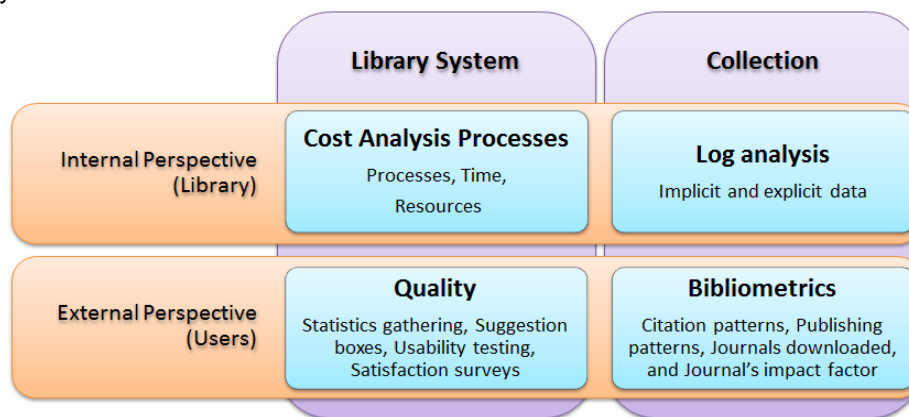 Library System
Collection
Internal Perspective
(Library)
Cost Analysis Processes
Processes, Time,
Resources
Log analysis
Implicit and explicit data
External Perspective
(Users)
Quality
Statistics gathering, Suggestion
boxes, Usability testing,
Satisfaction surveys
Bibliometrics
Citation patterns, Publishing
patterns, Journals downloaded,
and Journal's impact factor